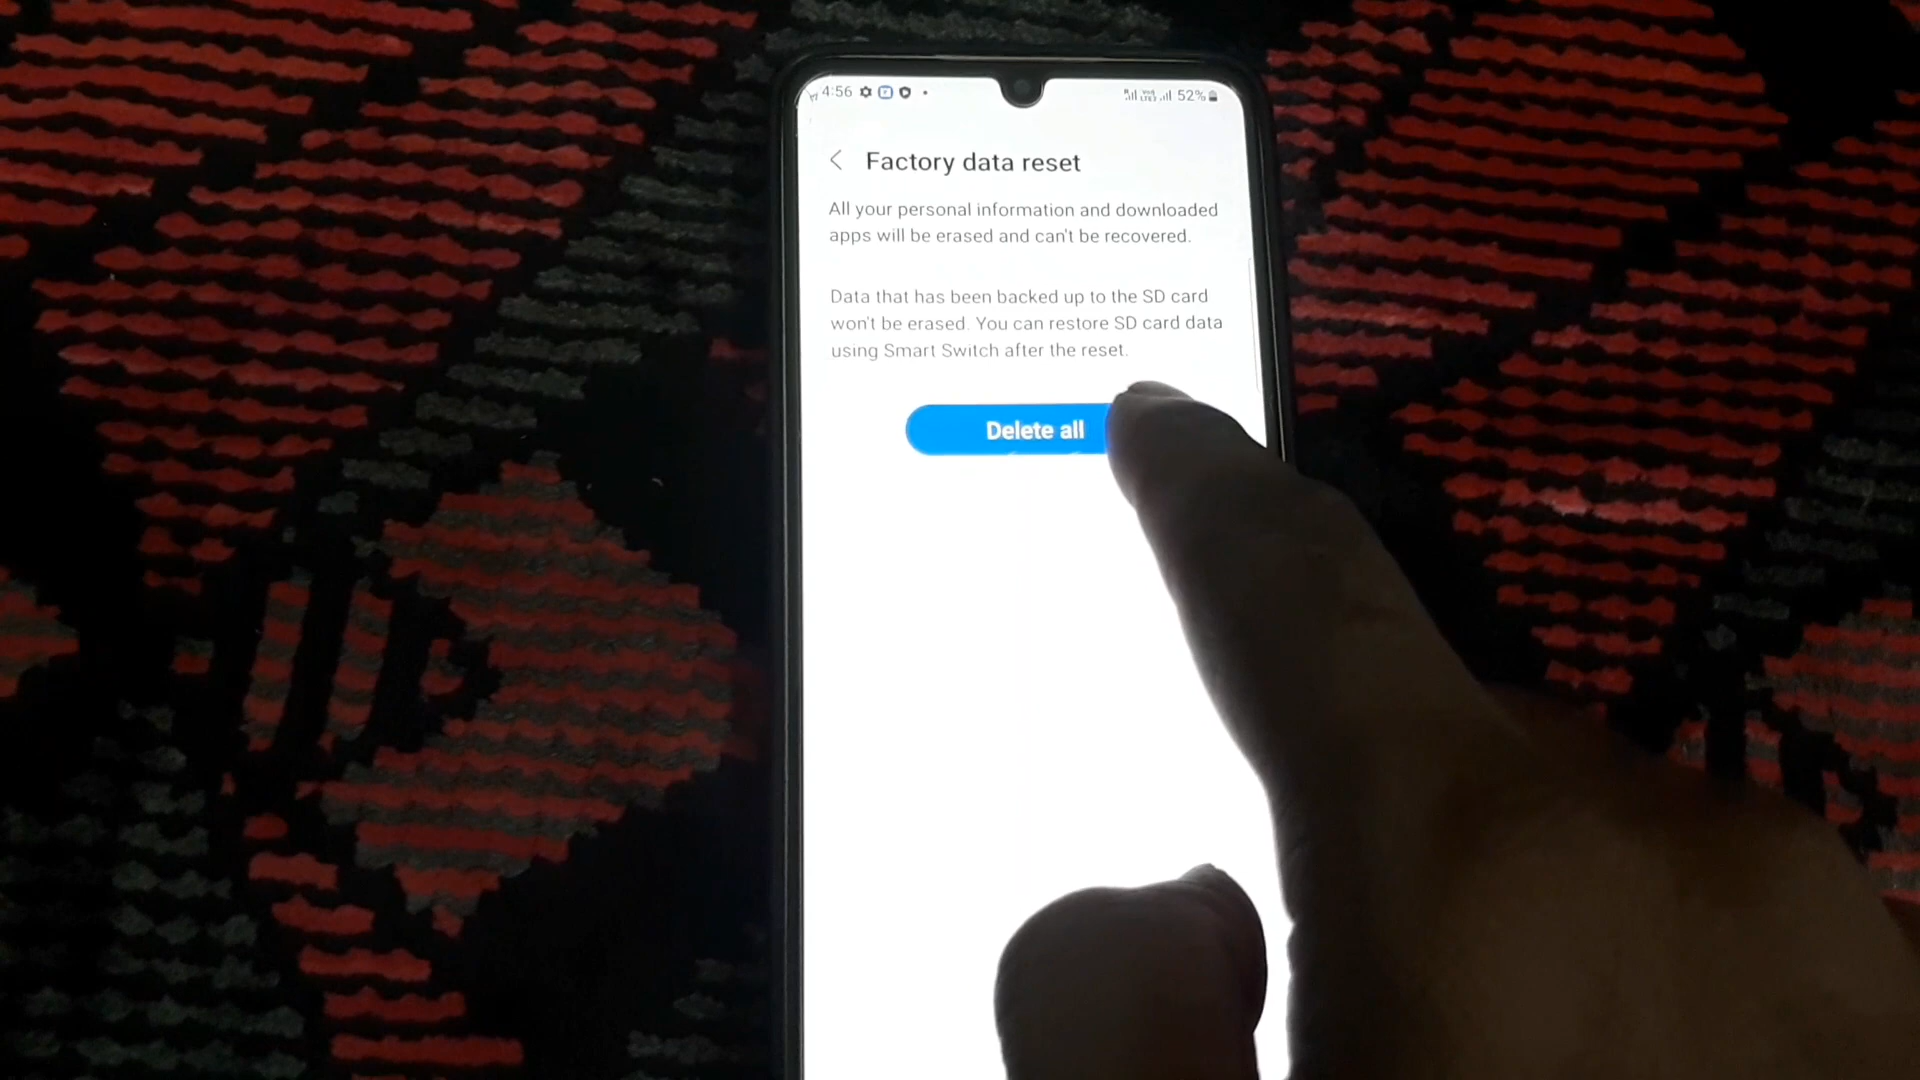 4:56 52%
Factory data reset
All your personal information and downloaded
apps will be erased and can't be recovered.
Data that has been backed up to the SD card
won't be erased. You can restore SD card data
using Smart Switch after the reset.
Delete all